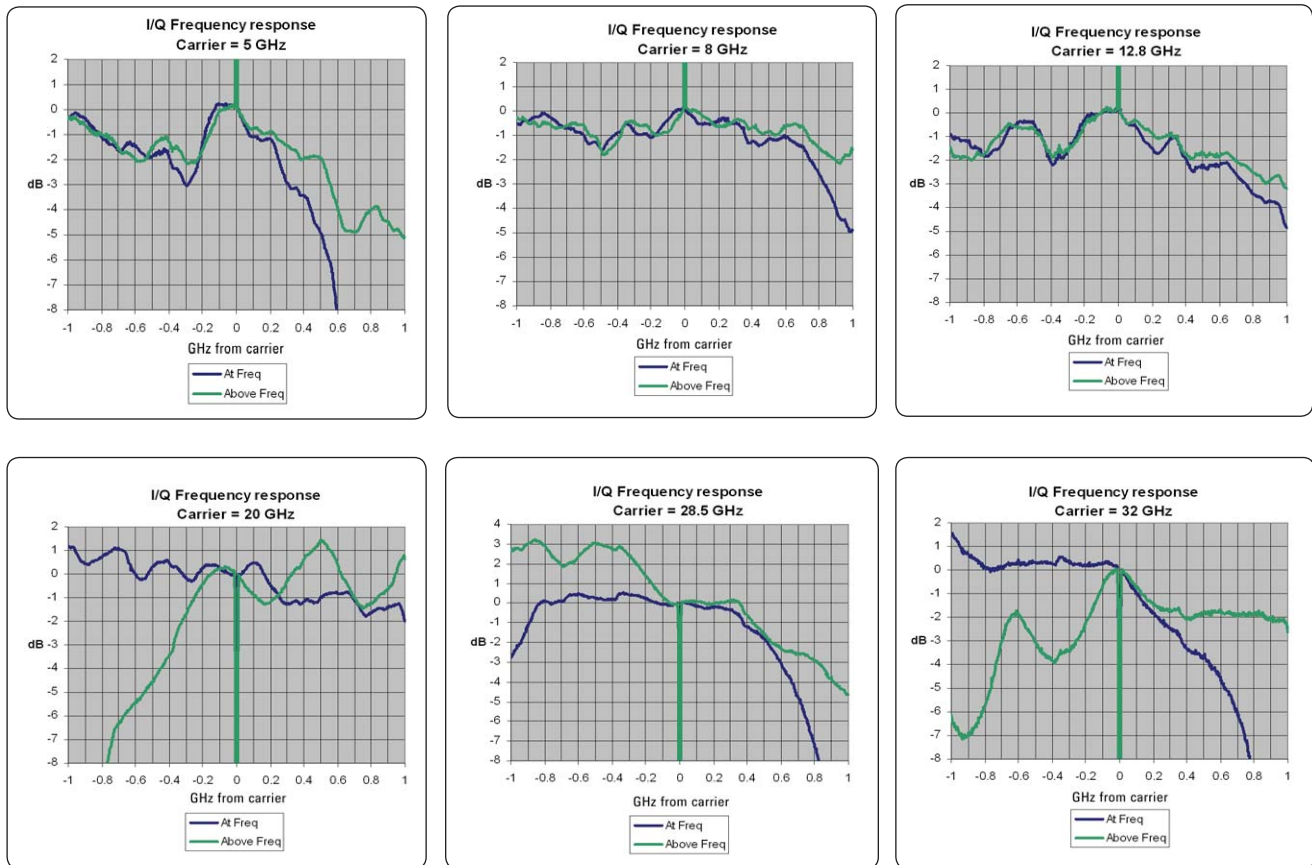 I/Q Frequency response
Carrier = 5 GHz
2
1
0
-1
-2
-3
-4
-5
-6
-7
-8
dB
-1 -0.8 -0.6 -0.4 -0.2 0 0.2 0.4 0.6 0.8 1
GHz from carrier
At Freq
Above Freq
I/Q Frequency response
Carrier = 8 GHz
2
1
0
-1
-2
-3
-4
-5
-6
-7
-8
dB
-1 -0.8 -0.6 -0.4 -0.2 0 0.2 0.4 0.6 0.8 1
GHz from carrier
At Freq
Above Freq
I/Q Frequency response
Carrier = 12.8 GHz
2
1
0
-1
-2
-3
-4
-5
-6
-7
-8
dB
-1 -0.8 -0.6 -0.4 -0.2 0 0.2 0.4 0.6 0.8 1
GHz from carrier
At Freq
Above Freq
I/Q Frequency response
Carrier = 20 GHz
2
1
0
-1
-2
-3
-4
-5
-6
-7
-8
dB
-1 -0.8 -0.6 -0.4 -0.2 0 0.2 0.4 0.6 0.8 1
GHz from carrier
At Freq
Above Freq
I/Q Frequency response
Carrier = 28.5 GHz
4
3
2
1
0
-1
-2
-3
-4
-5
-6
-7
-8
dB
-1 -0.8 -0.6 -0.4 -0.2 0 0.2 0.4 0.6 0.8 1
GHz from carrier
At Freq
Above Freq
I/Q Frequency response
Carrier = 32 GHz
2
1
0
-1
-2
-3
-4
-5
-6
-7
-8
dB
-1 -0.8 -0.6 -0.4 -0.2 0 0.2 0.4 0.6 0.8 1
GHz from carrier
At Freq
Above Freq